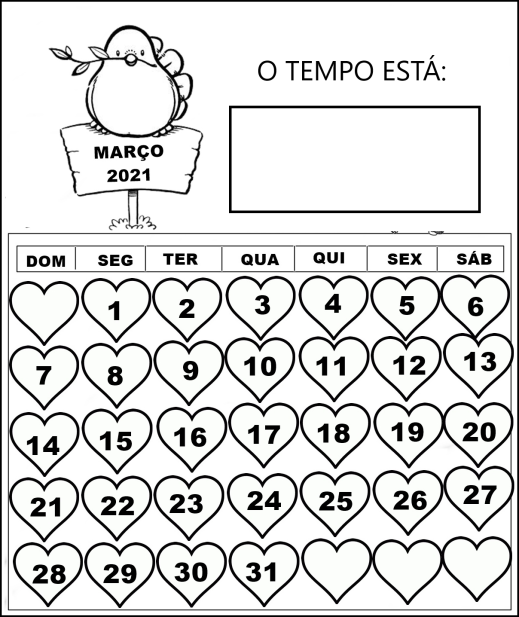 O TEMPO ESTÁ:
MARÇO
2021
DOM SEG TER QUA QUI SEX SÁB
1 2 3 4 5 6
7 8 9 10 11 12 13
14 15 16 17 18 19 20
21 22 23 24 25 26 27
28 29 30 31